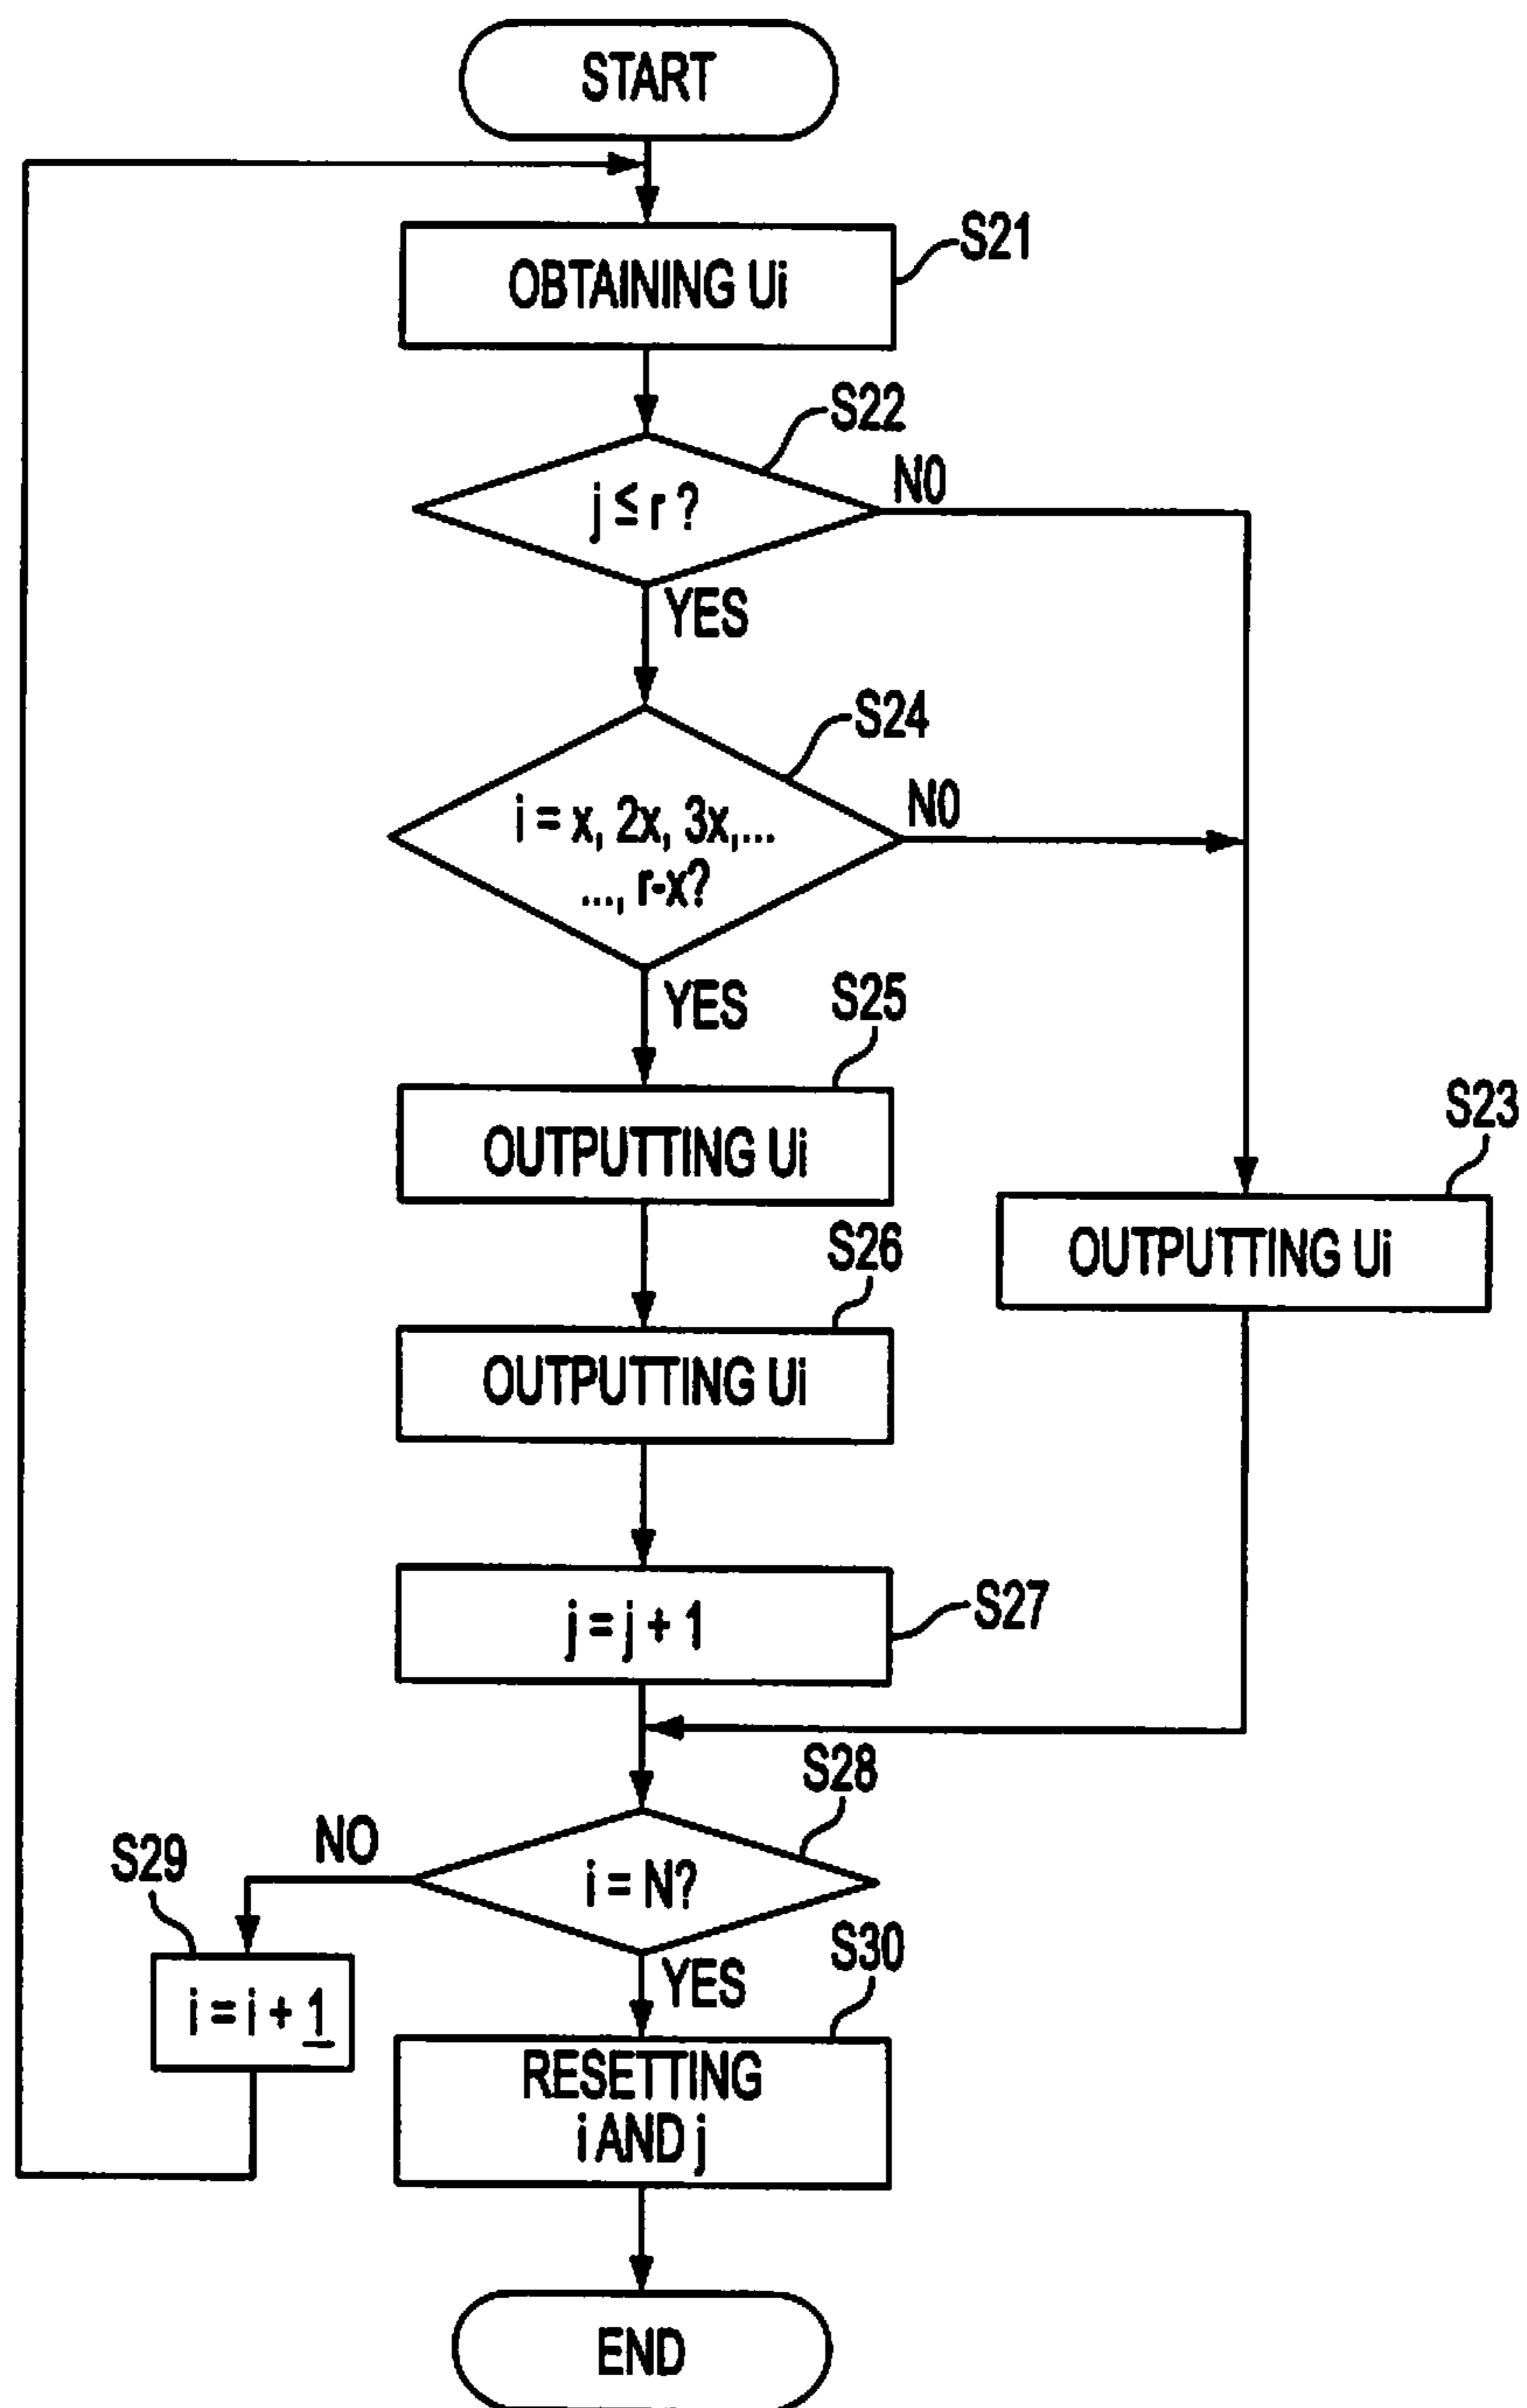 START
S21
OBTAINING Ui
S22
j ≤ r ?
NO
YES
S24
i = x, 2x, 3x,...
..., r-x?
NO
YES
S25
OUTPUTTING Ui
S23
OUTPUTTING Ui
S26
OUTPUTTING Ui
j = j + 1
S27
S28
i = N?
NO
S29
i = i + 1
YES
S30
RESETTING
i AND j
END